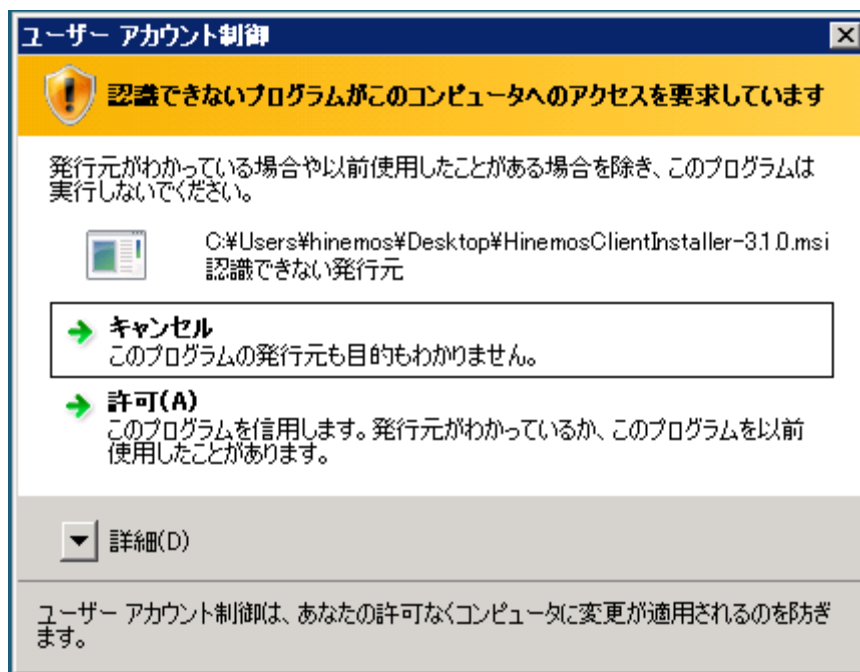 ユーザー アカウント制御
認識できないプログラムがこのコンピュータへのアクセスを要求しています
発行元がわかっている場合や以前使用したことがある場合を除き、このプログラムは
実行しないでください。
C:¥Users¥hinemos¥Desktop¥HinemosClientInstaller-3.1.0.msi
認識できない発行元
キャンセル
このプログラムの発行元も目的もわかりません。
許可(A)
このプログラムを信用します。発行元がわかっているか、このプログラムを以前
使用したことがあります。
詳細(D)
ユーザー アカウント制御は、あなたの許可なくコンピュータに変更が適用されるのを防ぎ
ます。